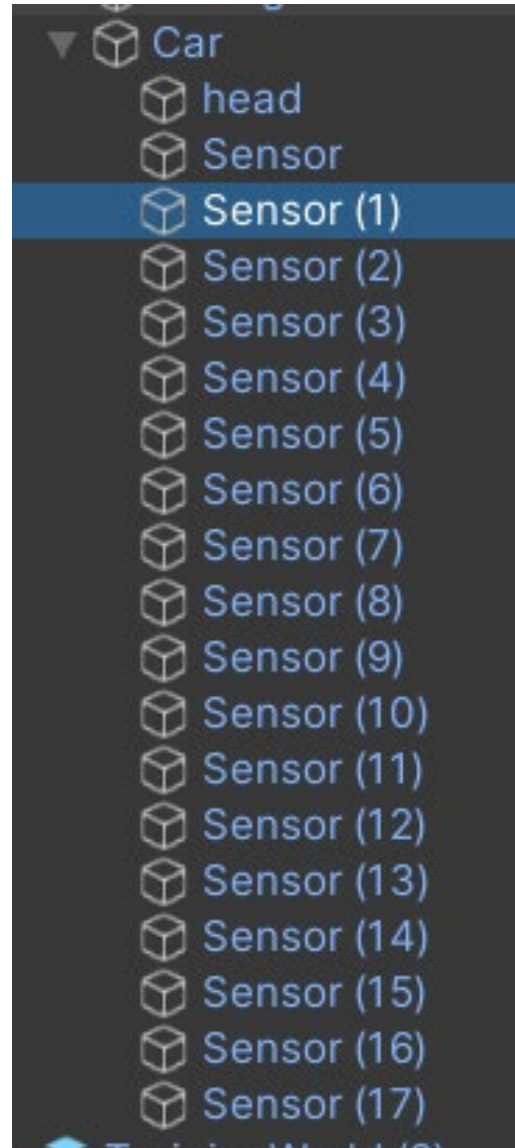 Car
head
Sensor
Sensor (1)
Sensor (2)
Sensor (3)
Sensor (4)
Sensor (5)
Sensor (6)
Sensor (7)
Sensor (8)
Sensor (9)
Sensor (10)
Sensor (11)
Sensor (12)
Sensor (13)
Sensor (14)
Sensor (15)
Sensor (16)
Sensor (17)